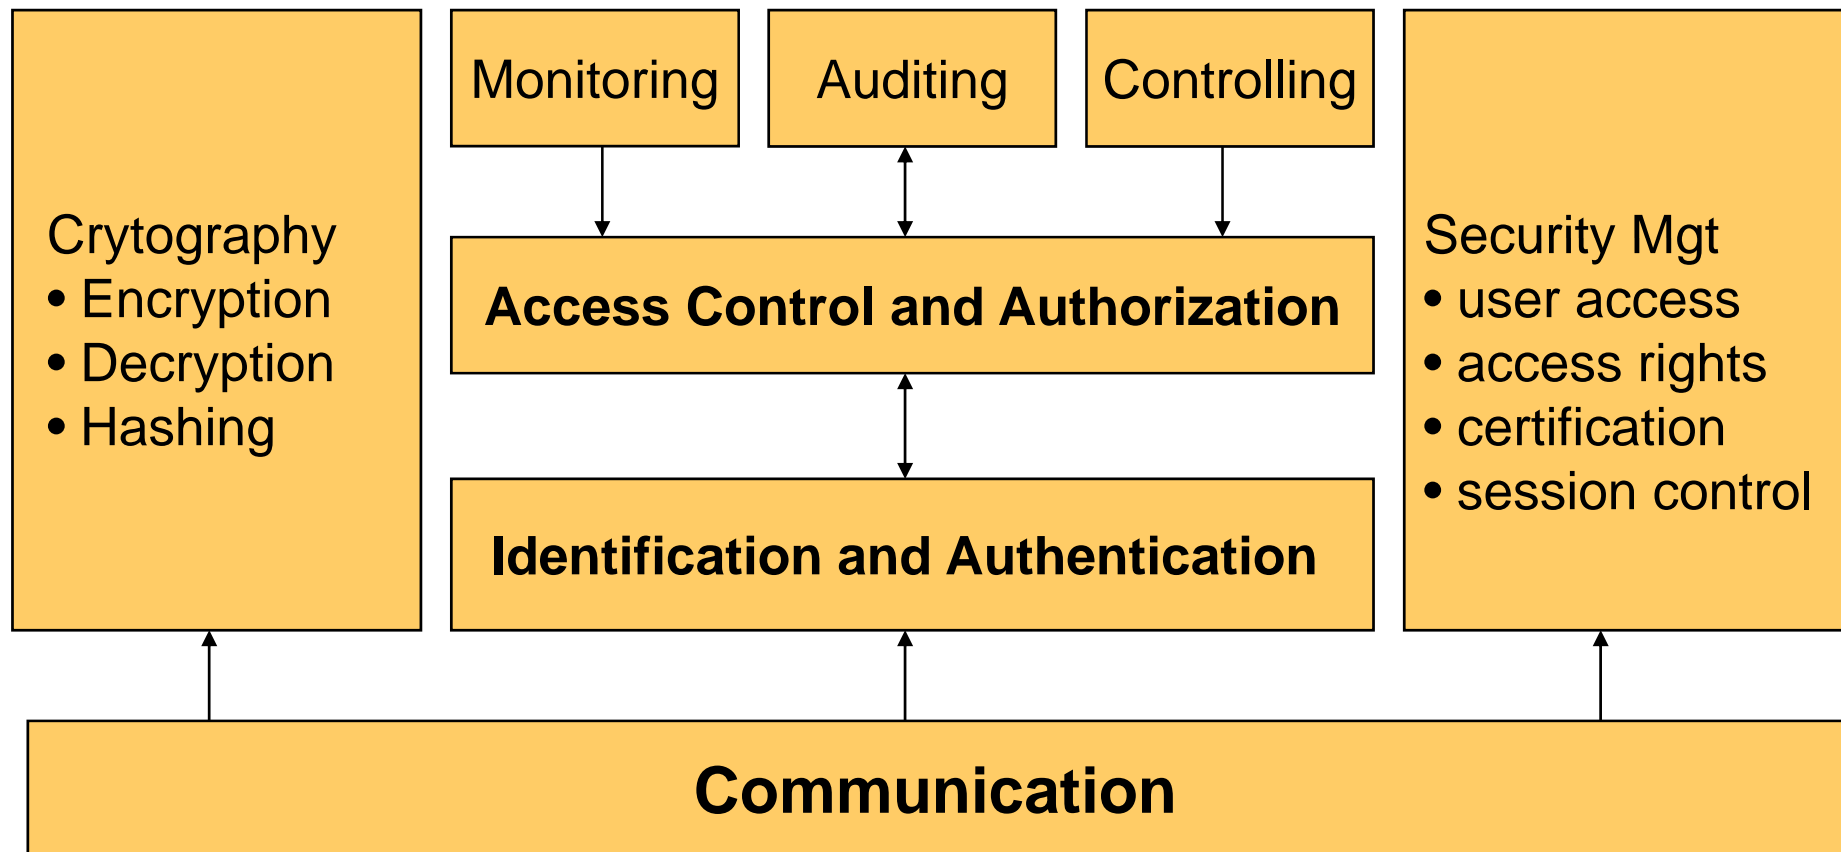 Crytography
• Encryption
• Decryption
• Hashing
Monitoring
Auditing
Controlling
Access Control and Authorization
Identification and Authentication
Security Mgt
• user access
• access rights
• certification
• session control
Communication